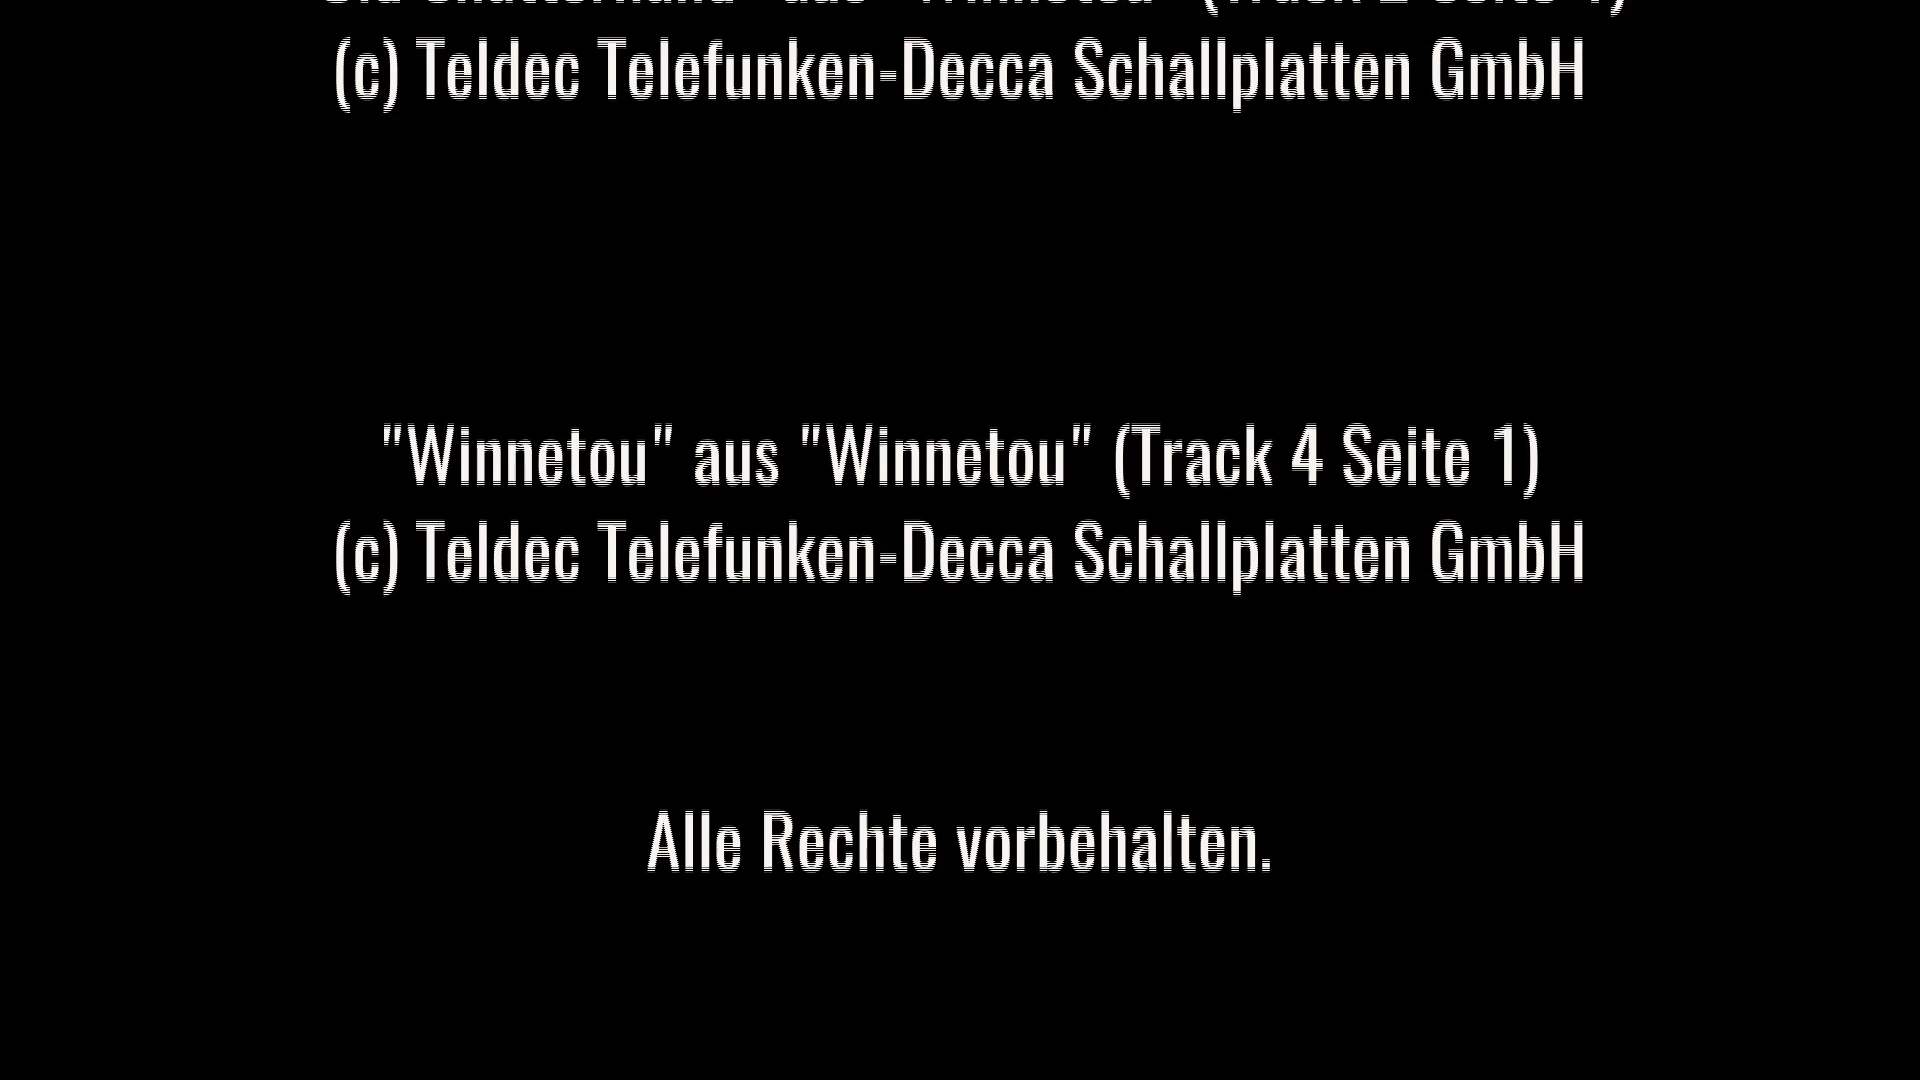 (c) Teldec Telefunken-Decca Schallplatten GmbH
"Winnetou" aus "Winnetou" (Track 4 Seite 1)
(c) Teldec Telefunken-Decca Schallplatten GmbH
Alle Rechte vorbehalten.